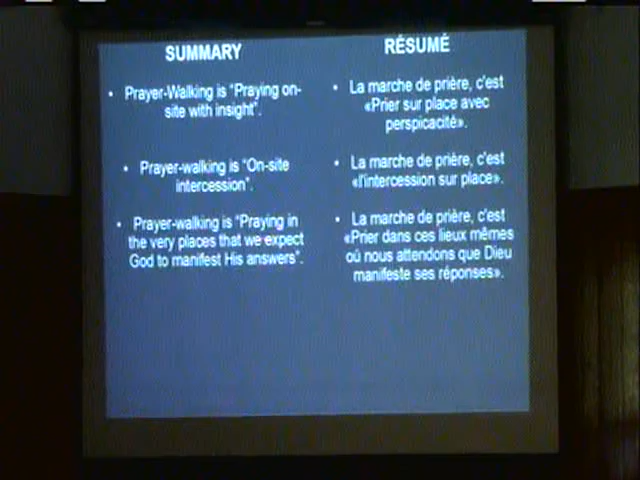 SUMMARY
• Prayer-Walking is “Praying on-
site with insight”.
• Prayer-walking is “On-site
intercession”.
• Prayer-walking is “Praying in
the very places that we expect
God to manifest His answers”.
RÉSUMÉ
• La marche de prière, c'est
«Prier sur place avec
perspicacité».
• La marche de prière, c'est
«l'intercession sur place».
• La marche de prière, c'est
«Prier dans ces lieux mêmes
où nous attendons que Dieu
manifeste ses réponses».